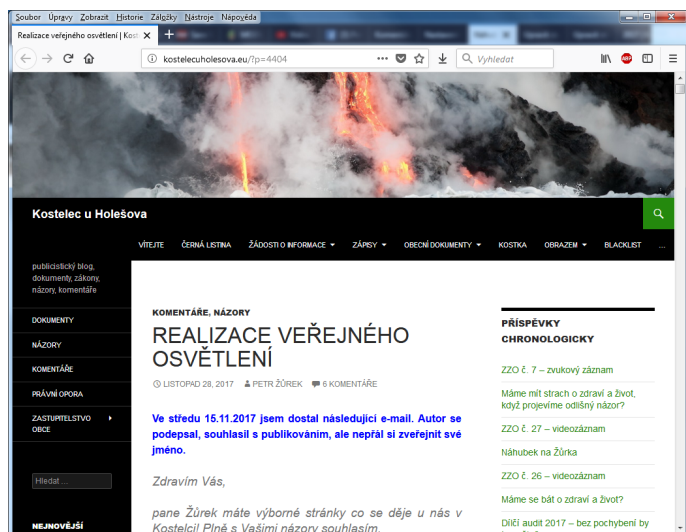 Soubor Úpravy Zobrazit Historie Záložky Nástroje Nápověda
Realizace veřejného osvětlení | Kost
kostelecuholesova.eu/?p=4404
Vyhledat
ABP
Kostelec u Holešova
VÍTEJTE ČERNÁ LISTINA ŽÁDOSTI O INFORMACE ZÁPISY OBECNÍ DOKUMENTY KOSTKA OBRAZEM BLACKLIST ...
publicistický blog,
dokumenty, zákony,
názory, komentáře
DOKUMENTY
NÁZORY
KOMENTÁŘE
PRÁVNÍ OPORA
ZASTUPITELSTVO
OBCE
Hledat ...
NEJNOVĚJŠÍ
KOMENTÁŘE, NÁZORY
REALIZACE VEŘEJNÉHO
OSVĚTLENÍ
LISTOPAD 28, 2017 PETR ŽŮREK 6 KOMENTÁŘE
Ve středu 15.11.2017 jsem dostal následující e-mail. Autor se
podepsal, souhlasil s publikováním, ale nepřál si zveřejnit své
jméno.
Zdravím Vás,
pane Žůrek máte výborné stránky co se děje u nás v
Kostelci! Plně s Vašimi názory souhlasím.
PŘÍSPĚVKY
CHRONOLOGICKY
ZZO č. 7 – zvukový záznam
Máme mít strach o zdraví a život,
když projevíme odlišný názor?
ZZO č. 27 – videozáznam
Náhubek na Žůrka
ZZO č. 26 – videozáznam
Máme se bát o zdraví a život?
Dílčí audit 2017 – bez pochybení by